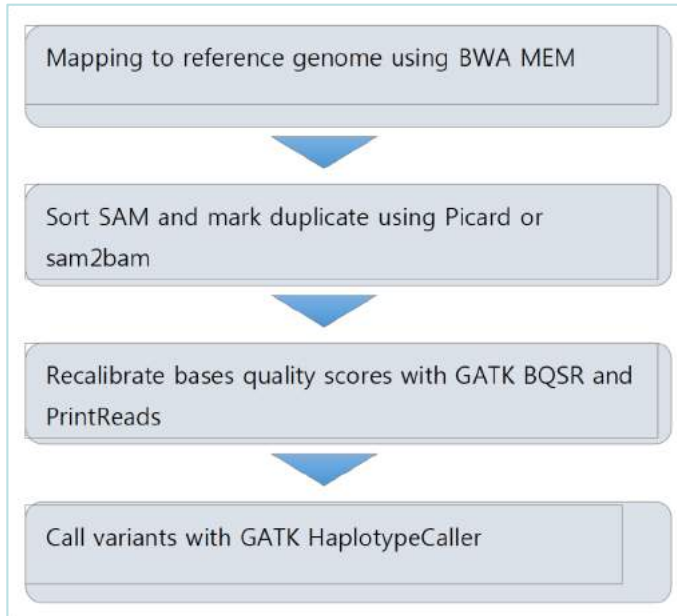 Mapping to reference genome using BWA MEM
Sort SAM and mark duplicate using Picard or
sam2bam
Recalibrate bases quality scores with GATK BQSR and
PrintReads
Call variants with GATK HaplotypeCaller